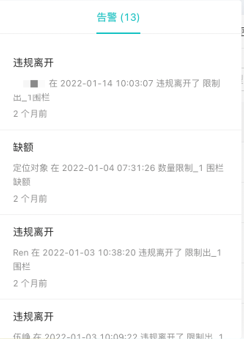 告警 (13)
违规离开
在 2022-01-14 10:03:07 违规离开了 限制
出_1围栏
2 个月前
缺额
定位对象 在 2022-01-04 07:31:26 数量限制_1 围栏
缺额
2 个月前
违规离开
Ren 在 2022-01-03 10:38:20 违规离开了 限制出_1
围栏
2 个月前
违规离开
在 2022-01-03 10:09:22 违规离开了 限制出_1